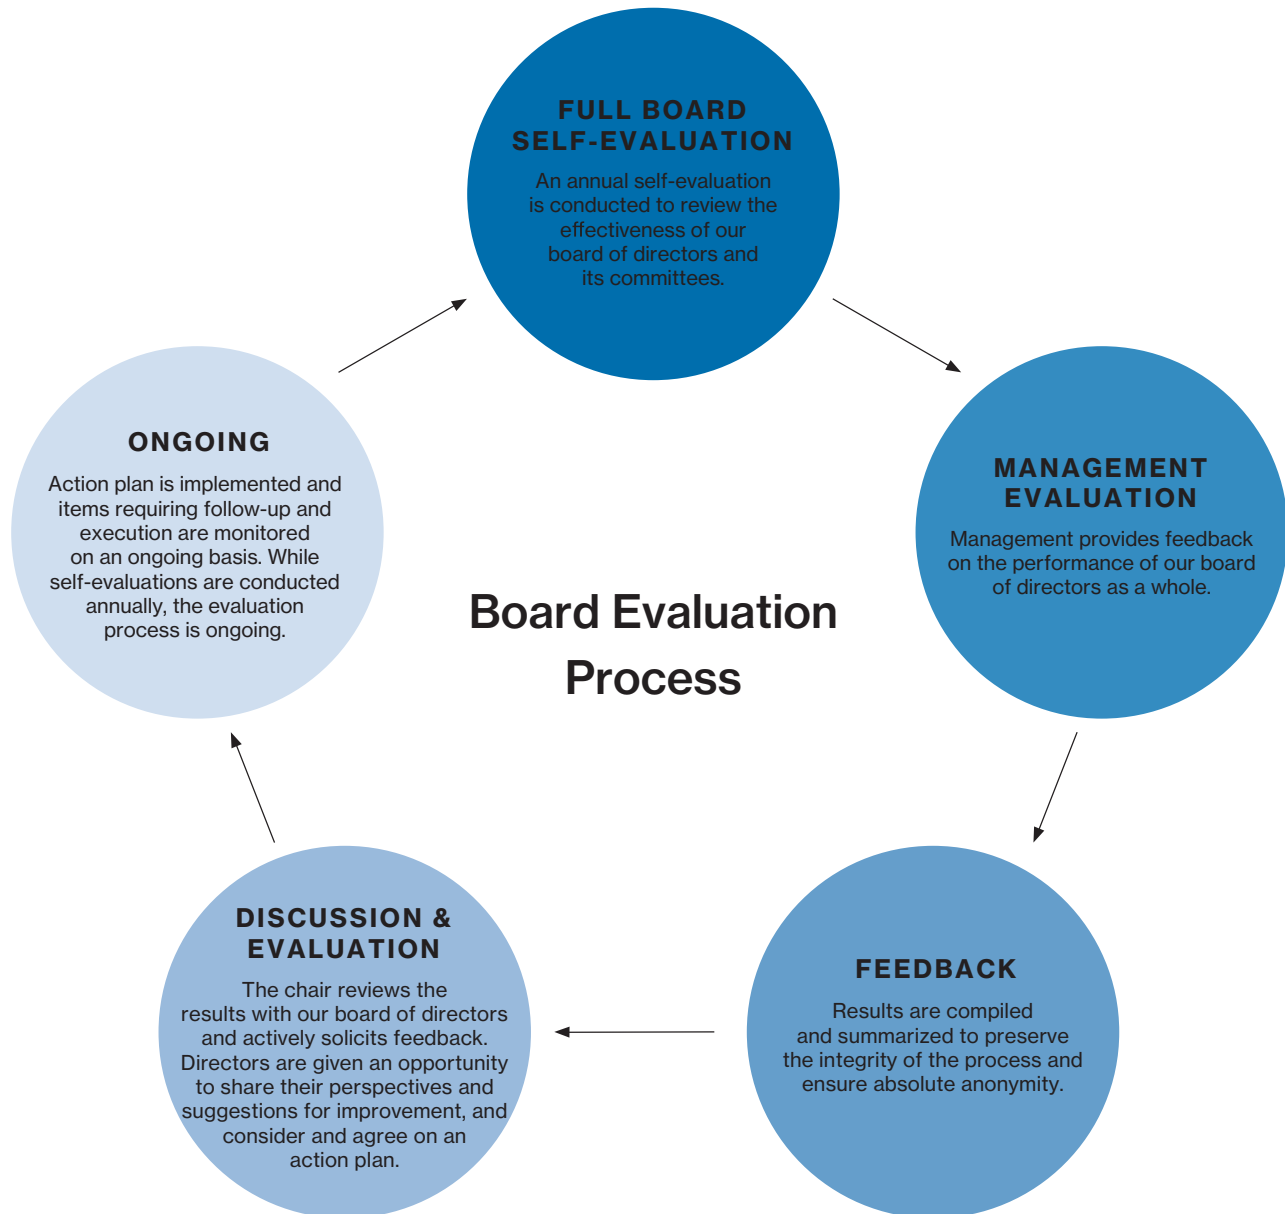 FULL BOARD
SELF-EVALUATION
An annual self-evaluation
is conducted to review the
effectiveness of our
board of directors and
its committees.
MANAGEMENT
EVALUATION
Management provides feedback
on the performance of our board
of directors as a whole.
FEEDBACK
Results are compiled
and summarized to preserve
the integrity of the process and
ensure absolute anonymity.
DISCUSSION &
EVALUATION
The chair reviews the
results with our board of directors
and actively solicits feedback.
Directors are given an opportunity
to share their perspectives and
suggestions for improvement, and
consider and agree on an
action plan.
ONGOING
Action plan is implemented and
items requiring follow-up and
execution are monitored
on an ongoing basis. While
self-evaluations are conducted
annually, the evaluation
process is ongoing.
Board Evaluation
Process